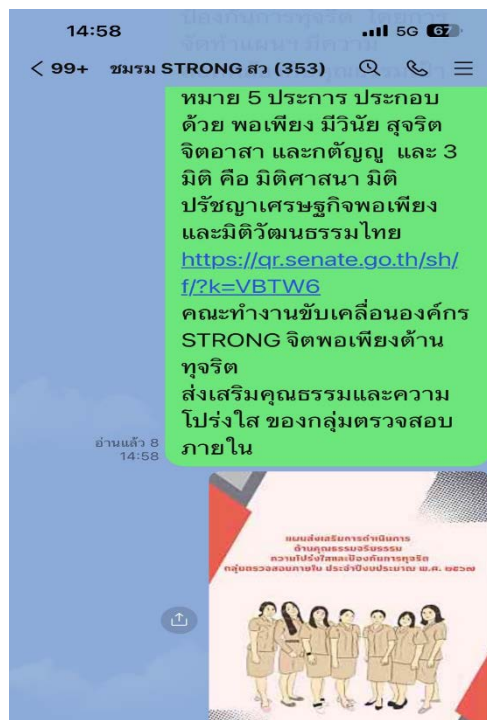 14:58
5G 67
99+ ชมรม STRONG สว (353)
หมาย 5 ประการ ประกอบ
ด้วย พอเพียง มีวินัย สุจริต
จิตอาสา และกตัญญู และ 3
มิติ คือ มิติศาสนา มิติ
ปรัชญาเศรษฐกิจพอเพียง
และมิติวัฒนธรรมไทย
https://qr.senate.go.th/sh/
f/?k=VBTW6
คณะทำงานขับเคลื่อนองค์กร
STRONG จิตพอเพียงต้าน
ทุจริต
ส่งเสริมคุณธรรมและความ
โปร่งใส ของกลุ่มตรวจสอบ
ภายใน
อ่านแล้ว 8
14:58
แผนส่งเสริมการดำเนินการ
ด้านคุณธรรมจริยธรรม
ความโปร่งใสและป้องกันการทุจริต
กลุ่มตรวจสอบภายใน ประจำปีงบประมาณ พ.ศ. ๒๕๖๗